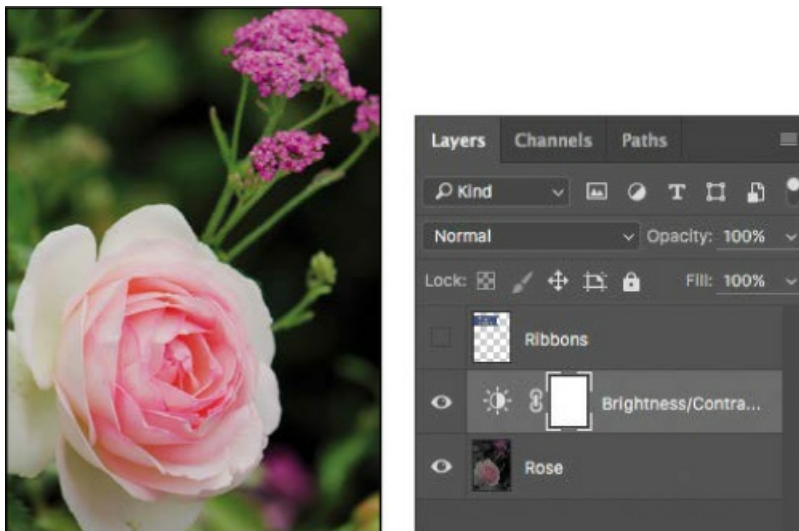 Layers Channels Paths
Kind
Normal Opacity: 100%
Lock: Fill: 100%
Ribbons
Brightness/Contra...
Rose